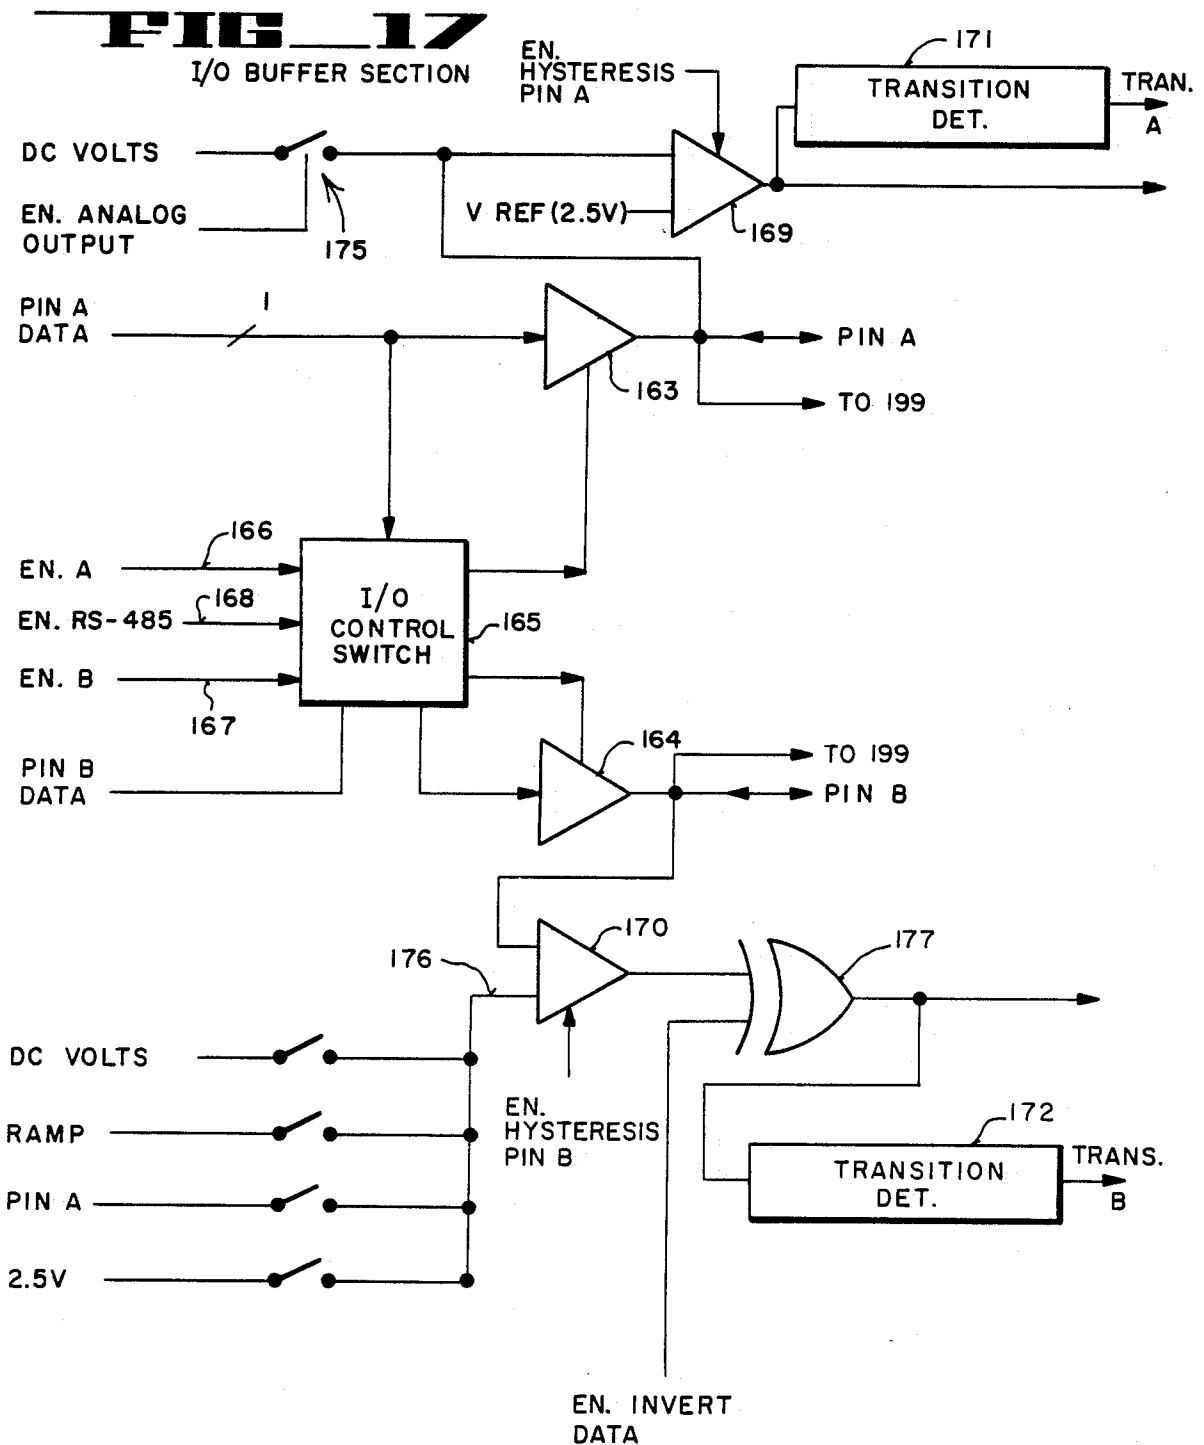 FIG_17
I/O BUFFER SECTION
EN.
HYSTERESIS
PIN A
171
TRANSITION
DET.
TRAN.
A
DC VOLTS
EN. ANALOG
OUTPUT
175
V REF (2.5V)
169
PIN A
DATA
1
163
PIN A
TO 199
166
EN. A
168
EN. RS-485
EN. B
167
I/O
CONTROL
SWITCH
165
PIN B
DATA
164
TO 199
PIN B
170
176
177
DC VOLTS
RAMP
PIN A
2.5V
EN.
HYSTERESIS
PIN B
172
TRANSITION
DET.
TRANS.
B
EN. INVERT
DATA